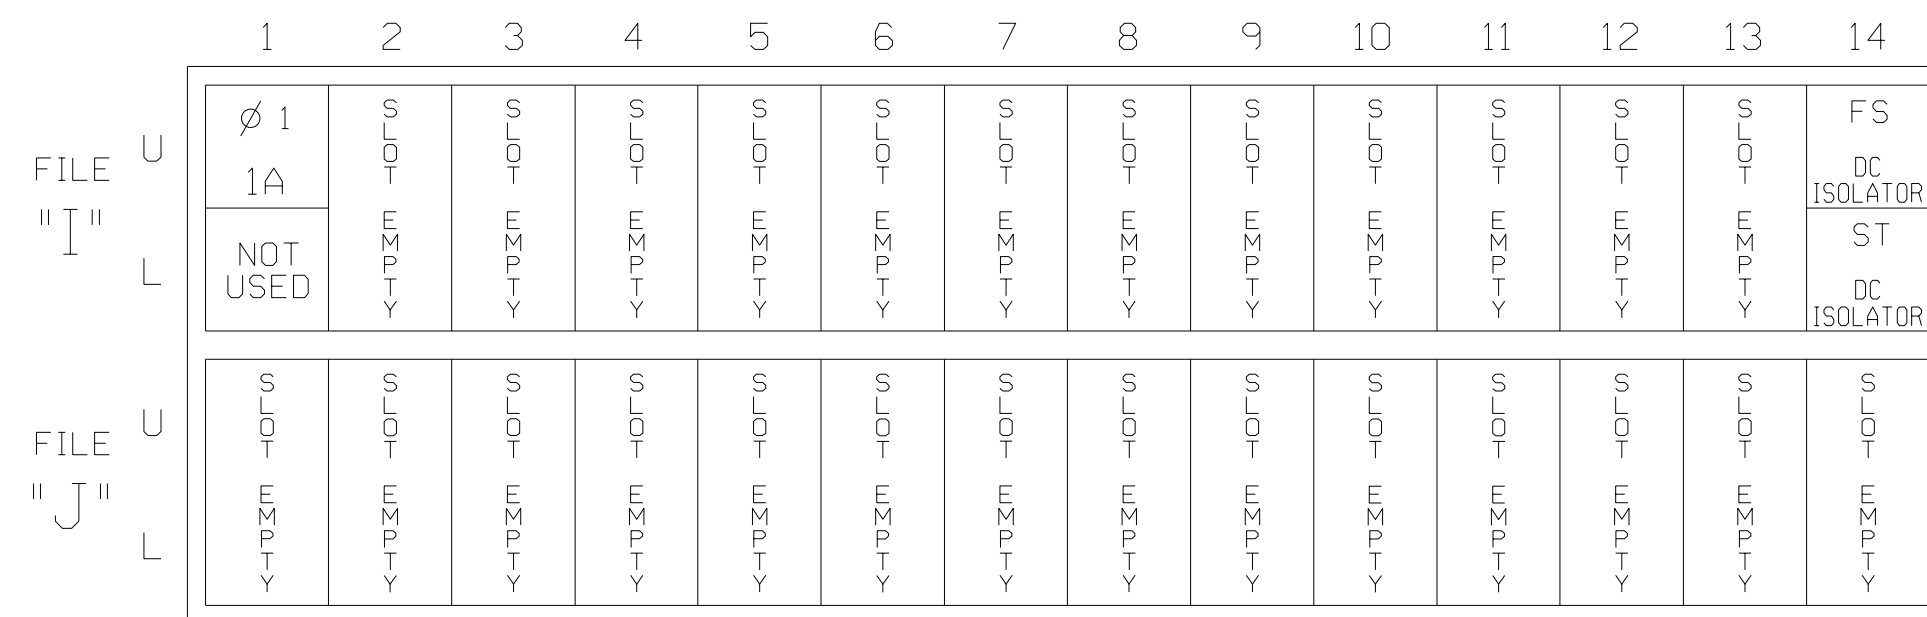 1 2 3 4 5 6 7 8 9 10 11 12 13 14
FILE
"I"
U
L
Ø 1
1A
NOT
USED
SLOT EMPTY
SLOT EMPTY
SLOT EMPTY
SLOT EMPTY
SLOT EMPTY
SLOT EMPTY
SLOT EMPTY
SLOT EMPTY
SLOT EMPTY
SLOT EMPTY
SLOT EMPTY
SLOT EMPTY
FS
DC
ISOLATOR
ST
DC
ISOLATOR
FILE
"J"
U
L
SLOT EMPTY
SLOT EMPTY
SLOT EMPTY
SLOT EMPTY
SLOT EMPTY
SLOT EMPTY
SLOT EMPTY
SLOT EMPTY
SLOT EMPTY
SLOT EMPTY
SLOT EMPTY
SLOT EMPTY
SLOT EMPTY
SLOT EMPTY